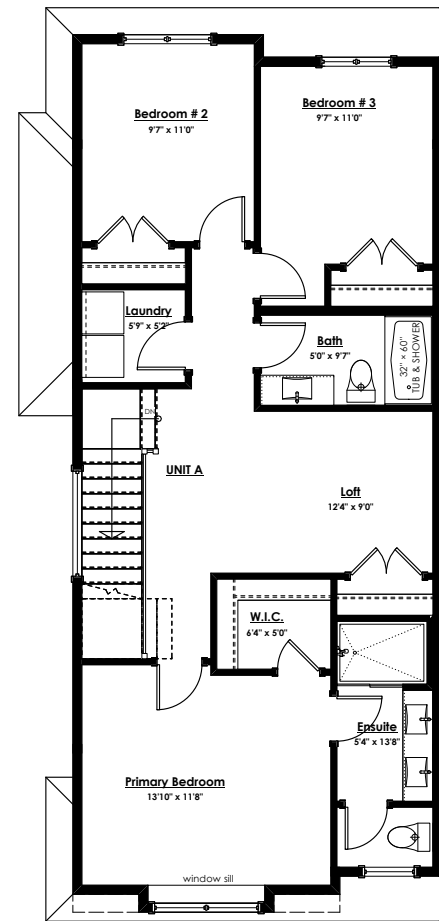 Bedroom # 2
9'7" x 11'0"
Bedroom # 3
9'7" x 11'0"
Laundry
5'9" x 5'2"
Bath
5'0" x 9'7"
32" x 60"
TUB & SHOWER
DN
UNIT A
Loft
12'4" x 9'0"
W.I.C.
6'4" x 5'0"
Ensuite
5'4" x 13'8"
Primary Bedroom
13'10" x 11'8"
window sill